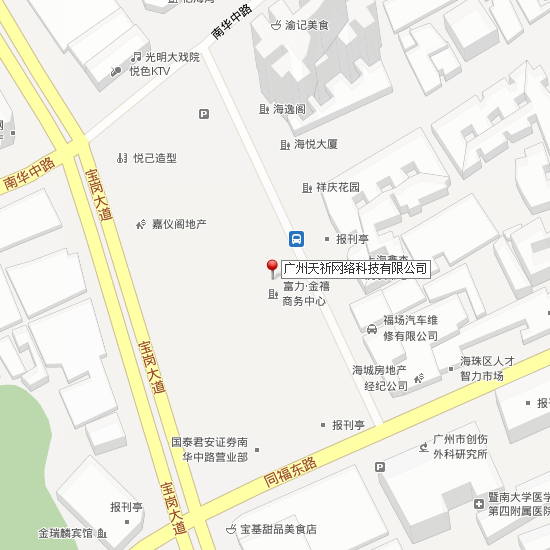 南华中路
渝记美食
光明大戏院
悦色KTV
海逸阁
海悦大厦
悦己造型
南华中路
宝岗大道
祥庆花园
嘉仪阁地产
报刊亭
广州天祈网络科技有限公司
富力·金禧
商务中心
福场汽车维
修有限公司
宝岗大道
海城房地产
经纪公司
海珠区人才
智力市场
报刊
报刊亭
国泰君安证券南
华中路营业部
广州市创伤
外科研究所
同福东路
宝岗大道
暨南大学医学
第四附属医院
报刊亭
金瑞麟宾馆
宝基甜品美食店